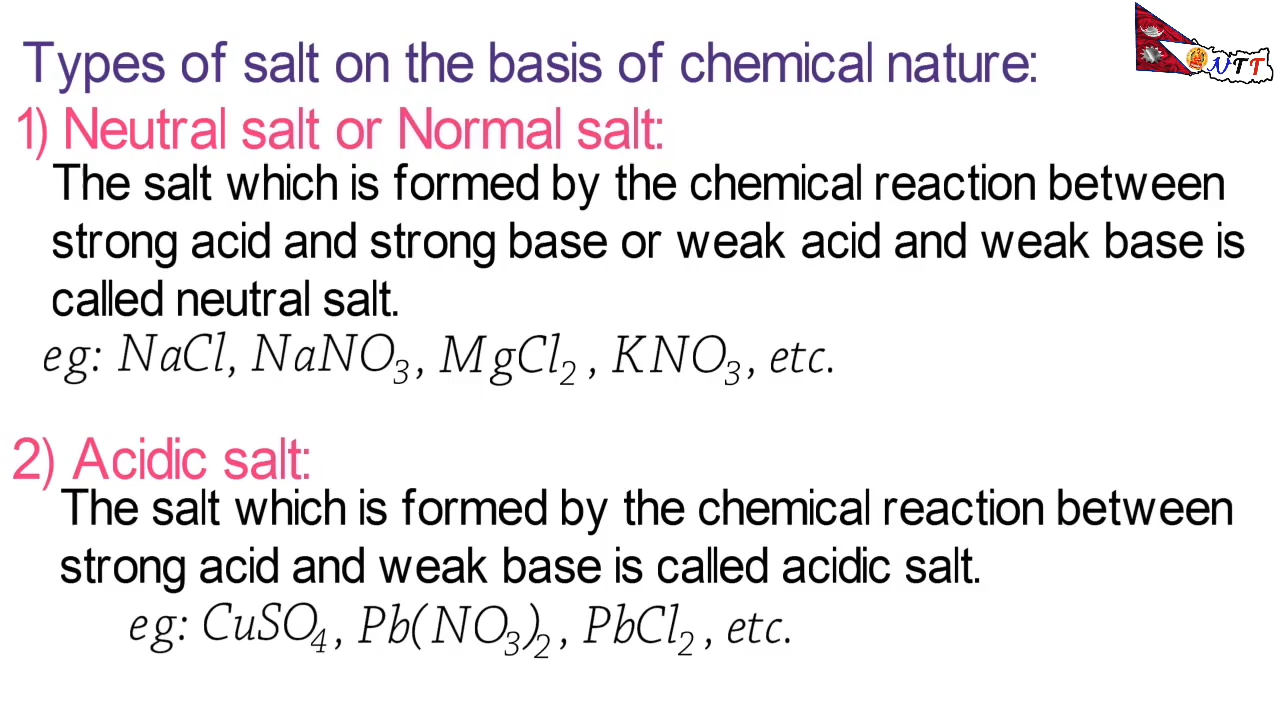 Types of salt on the basis of chemical nature:
NTT
1) Neutral salt or Normal salt:
The salt which is formed by the chemical reaction between
strong acid and strong base or weak acid and weak base is
called neutral salt.
eg: NaCl, NaNO₃, MgCl₂, KNO₃, etc.
2) Acidic salt:
The salt which is formed by the chemical reaction between
strong acid and weak base is called acidic salt.
eg: CuSO₄, Pb(NO₃)₂, PbCl₂, etc.